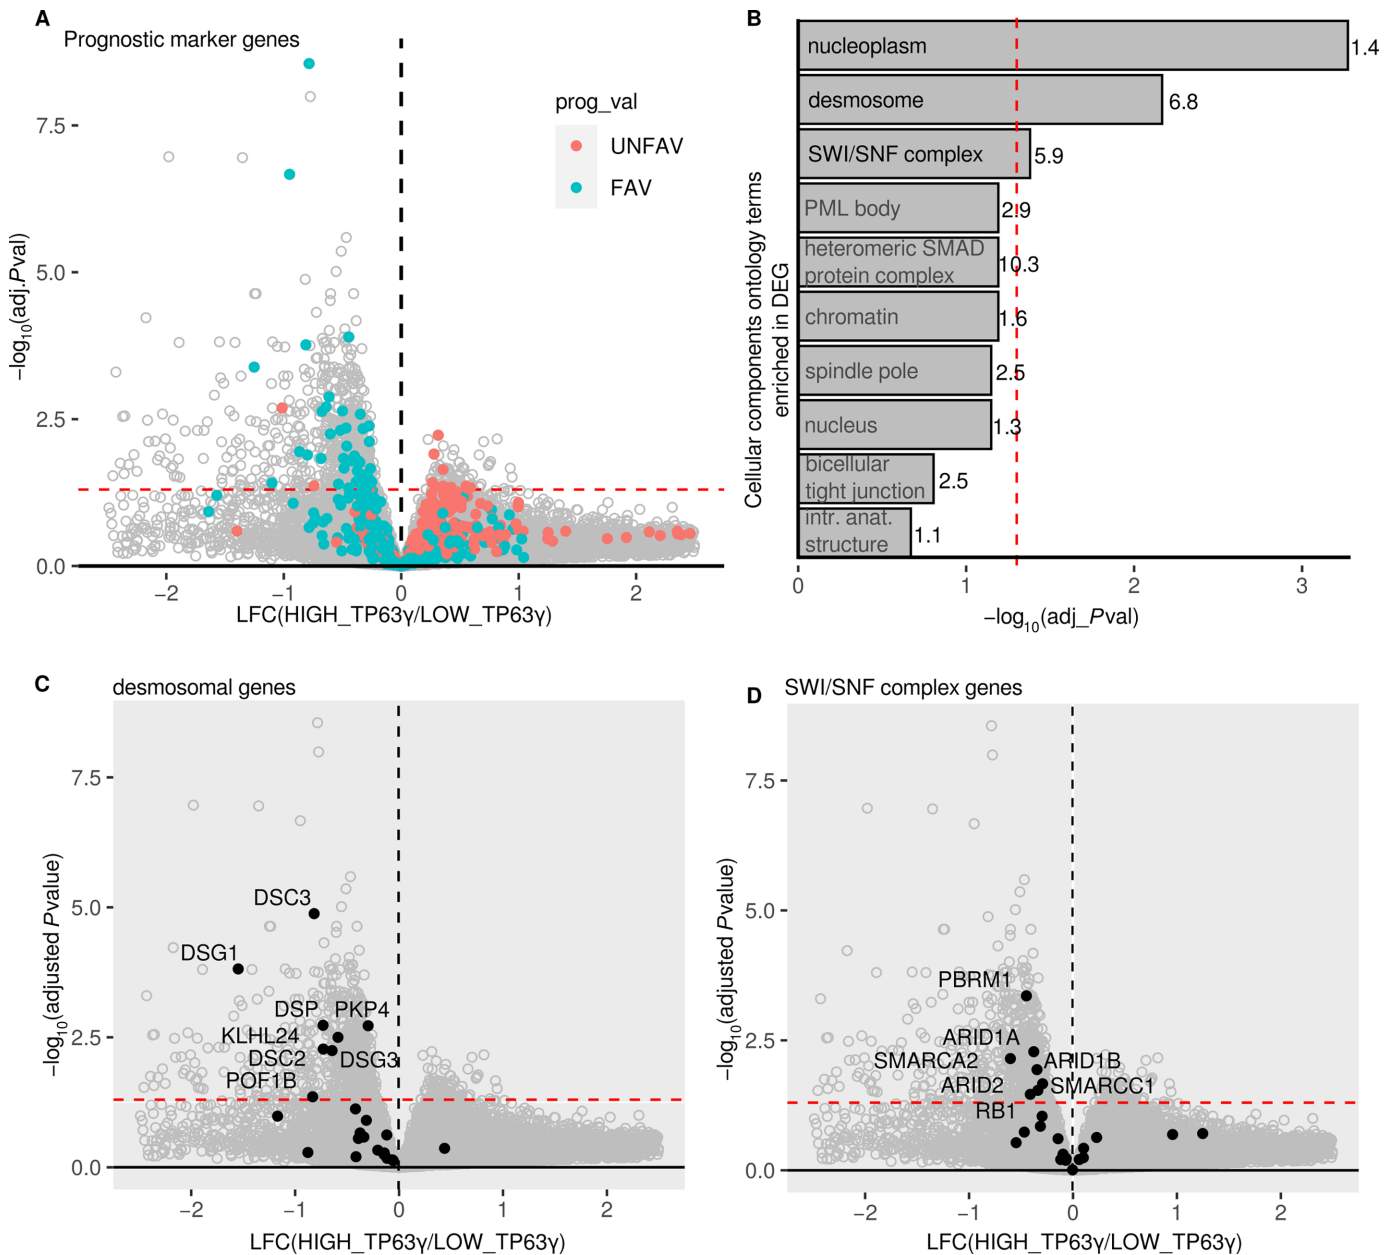 A
Prognostic marker genes
prog_val
UNFAV
FAV
7.5
5.0
2.5
0.0
−log10(adj.Pval)
−2
−1
0
1
2
LFC(HIGH_TP63γ/LOW_TP63γ)
B
nucleoplasm
1.4
desmosome
6.8
SWI/SNF complex
5.9
PML body
2.9
heteromeric SMAD
protein complex
10.3
chromatin
1.6
spindle pole
2.5
nucleus
1.3
bicellular
tight junction
2.5
intr. anat.
structure
1.1
Cellular components ontology terms
enriched in DEG
0
1
2
3
−log10(adj_Pval)
C
desmosomal genes
7.5
5.0
2.5
0.0
−log10(adjusted Pvalue)
DSC3
DSG1
DSP
PKP4
KLHL24
DSC2
DSG3
POF1B
−2
−1
0
1
2
LFC(HIGH_TP63γ/LOW_TP63γ)
D
SWI/SNF complex genes
7.5
5.0
2.5
0.0
−log10(adjusted Pvalue)
PBRM1
ARID1A
SMARCA2
ARID1B
ARID2
SMARCC1
RB1
−2
−1
0
1
2
LFC(HIGH_TP63γ/LOW_TP63γ)